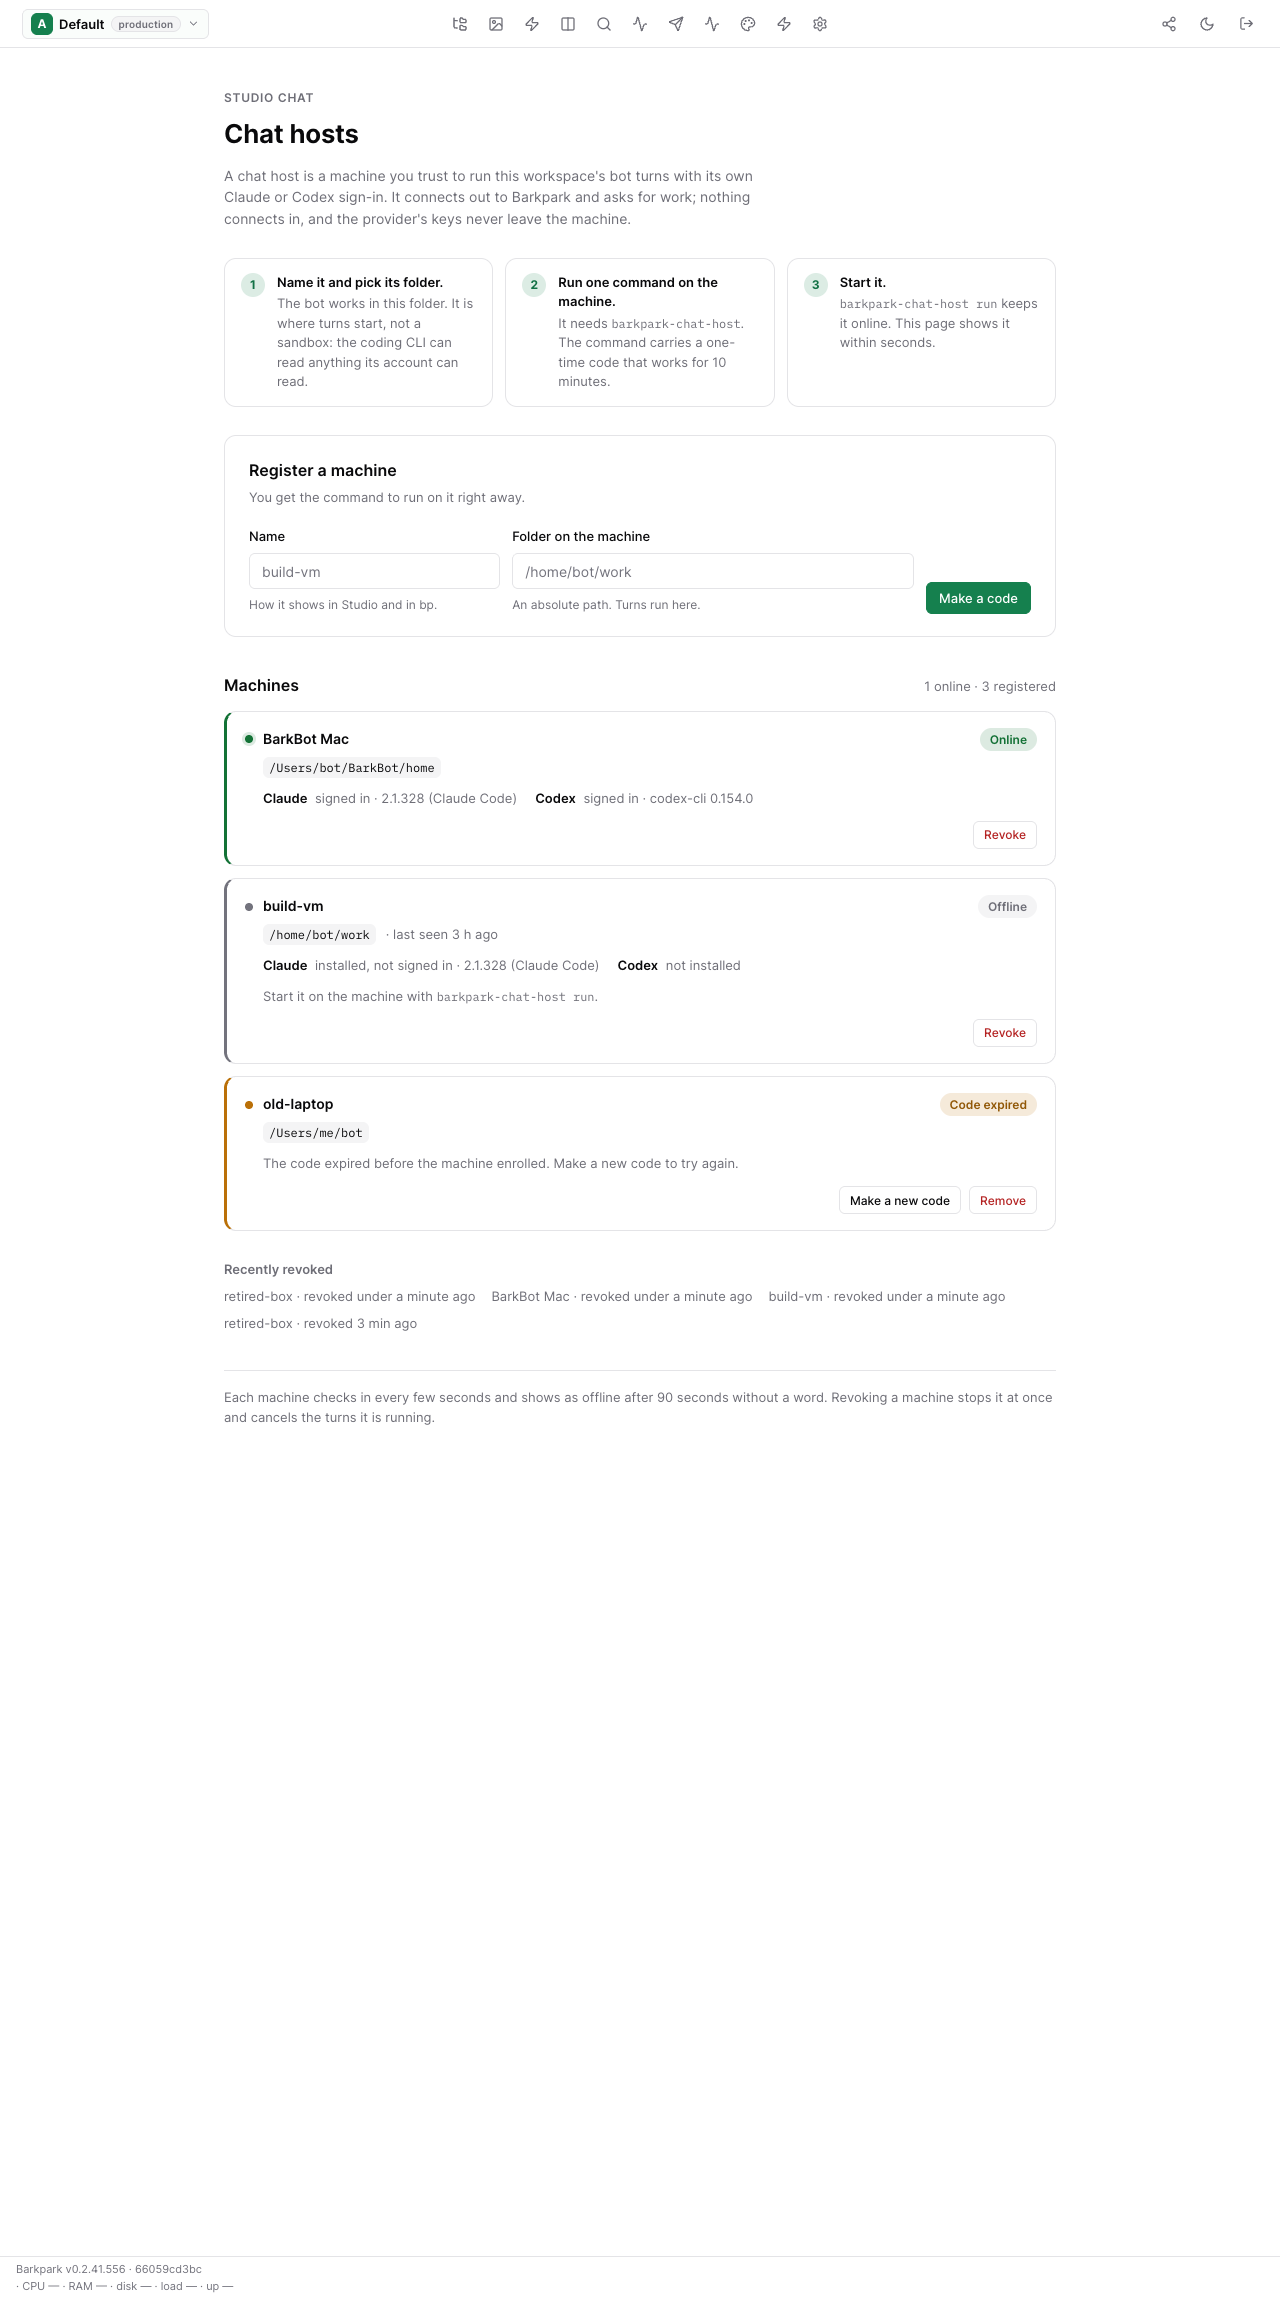 A Default production
STUDIO CHAT
Chat hosts
A chat host is a machine you trust to run this workspace's bot turns with its own
Claude or Codex sign-in. It connects out to Barkpark and asks for work; nothing
connects in, and the provider's keys never leave the machine.
1 Name it and pick its folder.
The bot works in this folder. It is
where turns start, not a
sandbox: the coding CLI can
read anything its account can
read.
2 Run one command on the
machine.
It needs barkpark-chat-host.
The command carries a one-
time code that works for 10
minutes.
3 Start it.
barkpark-chat-host run keeps
it online. This page shows it
within seconds.
Register a machine
You get the command to run on it right away.
Name
build-vm
How it shows in Studio and in bp.
Folder on the machine
/home/bot/work
An absolute path. Turns run here.
Make a code
Machines
1 online · 3 registered
BarkBot Mac
Online
/Users/bot/BarkBot/home
Claude signed in · 2.1.328 (Claude Code) Codex signed in · codex-cli 0.154.0
Revoke
build-vm
Offline
/home/bot/work · last seen 3 h ago
Claude installed, not signed in · 2.1.328 (Claude Code) Codex not installed
Start it on the machine with barkpark-chat-host run.
Revoke
old-laptop
Code expired
/Users/me/bot
The code expired before the machine enrolled. Make a new code to try again.
Make a new code Remove
Recently revoked
retired-box · revoked under a minute ago BarkBot Mac · revoked under a minute ago build-vm · revoked under a minute ago
retired-box · revoked 3 min ago
Each machine checks in every few seconds and shows as offline after 90 seconds without a word. Revoking a machine stops it at once
and cancels the turns it is running.
Barkpark v0.2.41.556 · 66059cd3bc
· CPU — · RAM — · disk — · load — · up —